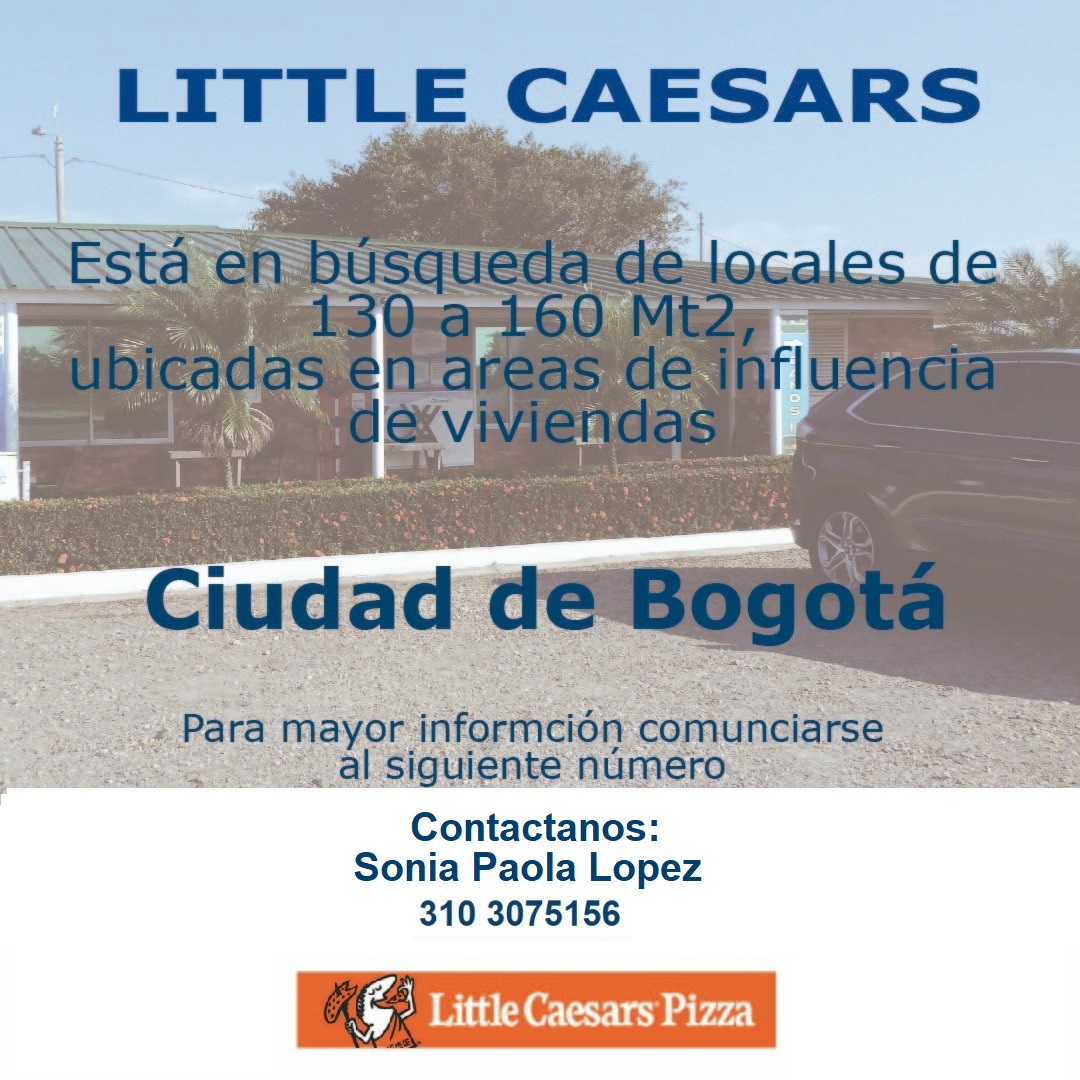 LITTLE CAESARS
Está en búsqueda de locales de
130 a 160 Mt2,
ubicadas en areas de influencia
de viviendas
Ciudad de Bogotá
Para mayor informción comunciarse
al siguiente número
Contactanos:
Sonia Paola Lopez
310 3075156
Little Caesars Pizza